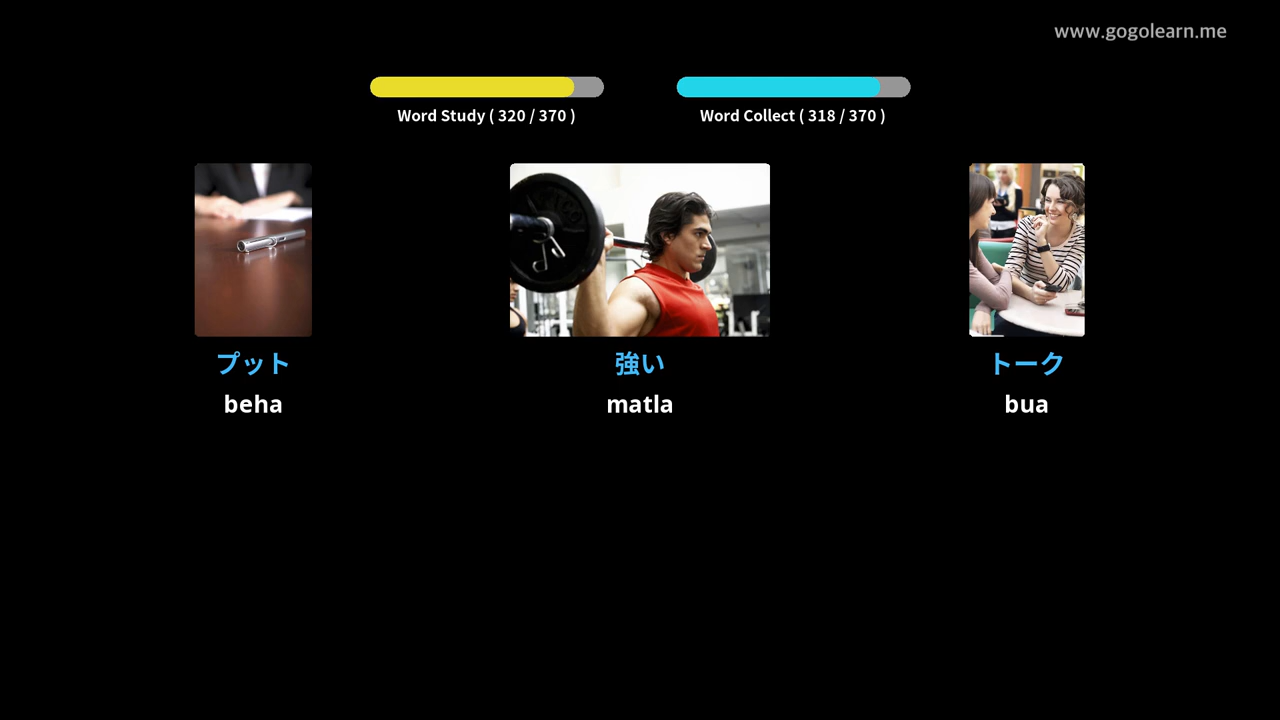 www.gogolearn.me
Word Study ( 320 / 370 )
Word Collect ( 318 / 370 )
プット
強い
トーク
beha
matla
bua